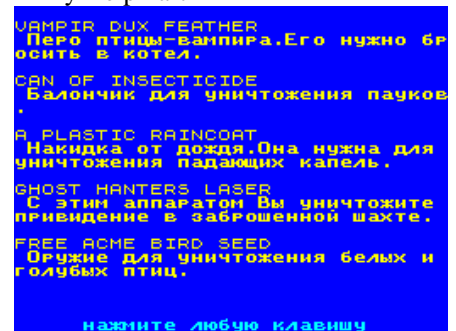 VAMPIR DUX FEATHER
Перо птицы-вампира.Его нужно бр
осить в котел.
CAN OF INSECTICIDE
Балончик для уничтожения пауков
.
A PLASTIC RAINCOAT
Накидка от дождя.Она нужна для
уничтожения падающих капель.
GHOST HANTERS LASER
С этим аппаратом Вы уничтожите
привидение в заброшенной шахте.
FREE ACME BIRD SEED
Оружие для уничтожения белых и
голубых птиц.
нажмите любую клавишу